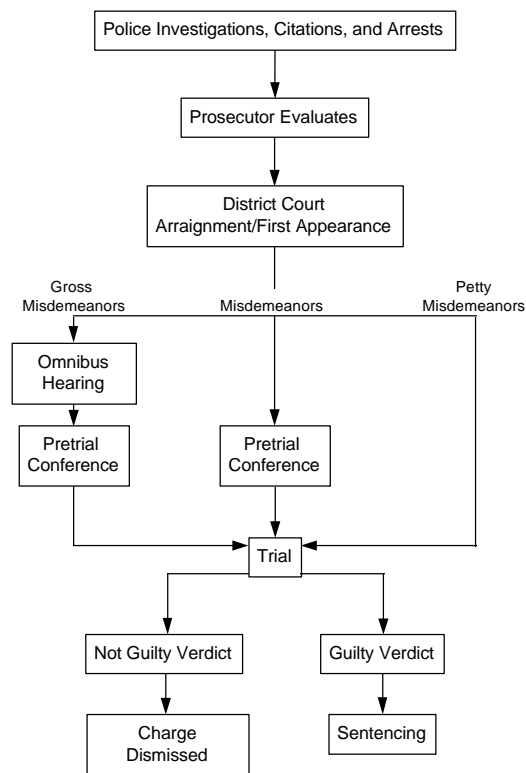 Police Investigations, Citations, and Arrests
Prosecutor Evaluates
District Court
Arraignment/First Appearance
Gross
Misdemeanors
Misdemeanors
Petty
Misdemeanors
Omnibus
Hearing
Pretrial
Conference
Pretrial
Conference
Trial
Not Guilty Verdict
Guilty Verdict
Charge
Dismissed
Sentencing